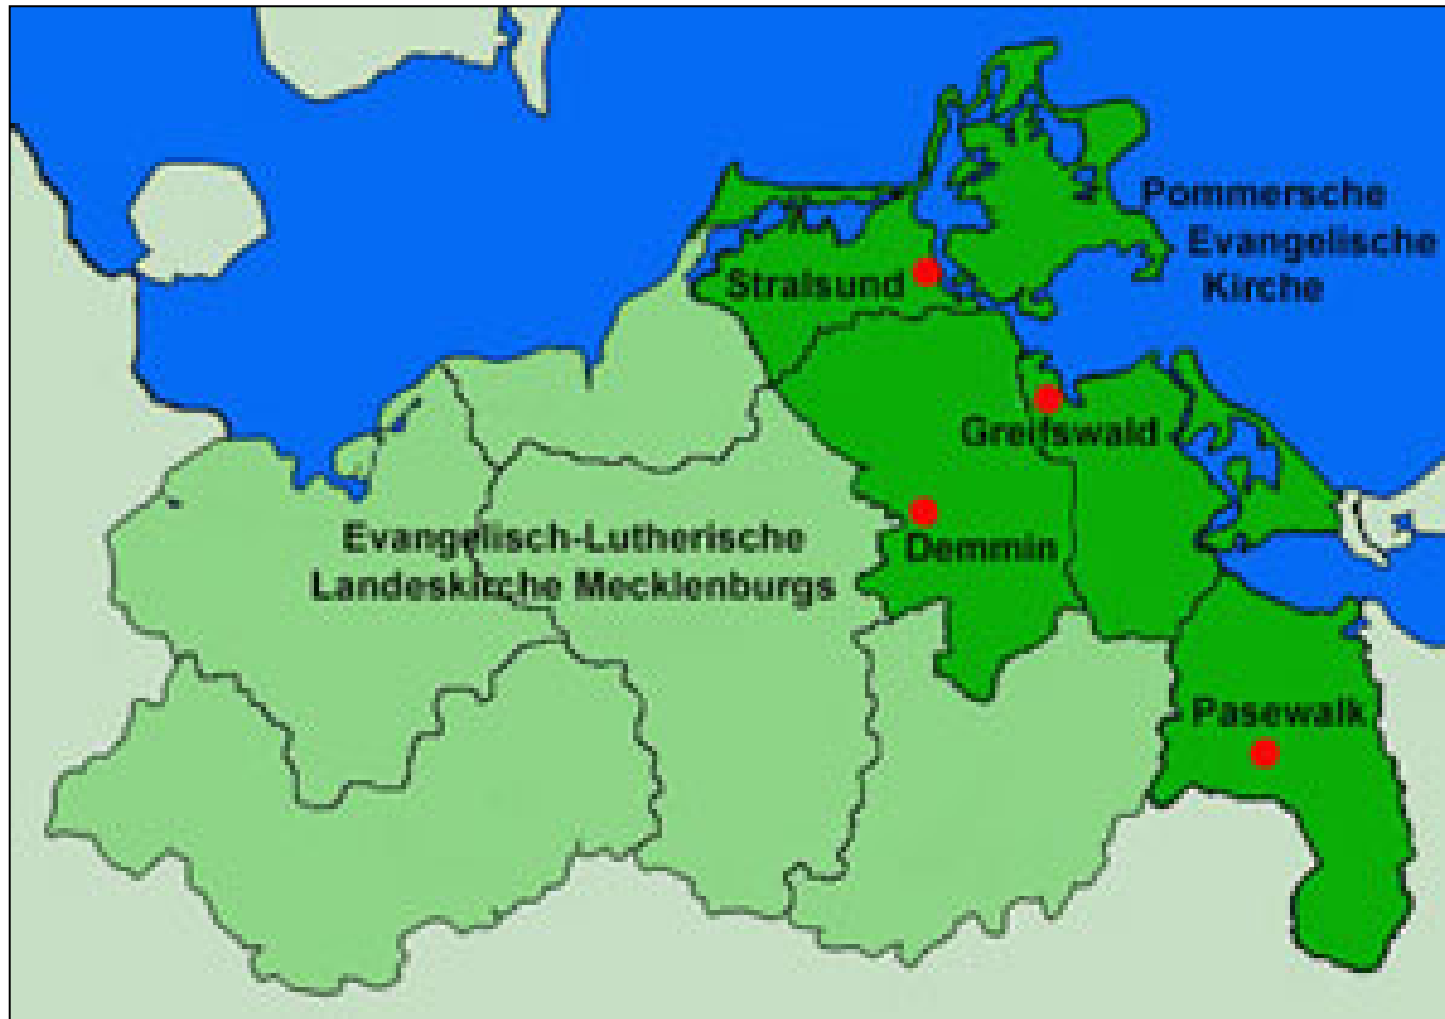 Pommersche
Evangelische
Kirche
Stralsund
Greifswald
Evangelisch-Lutherische
Landeskirche Mecklenburgs
Demmin
Pasewalk